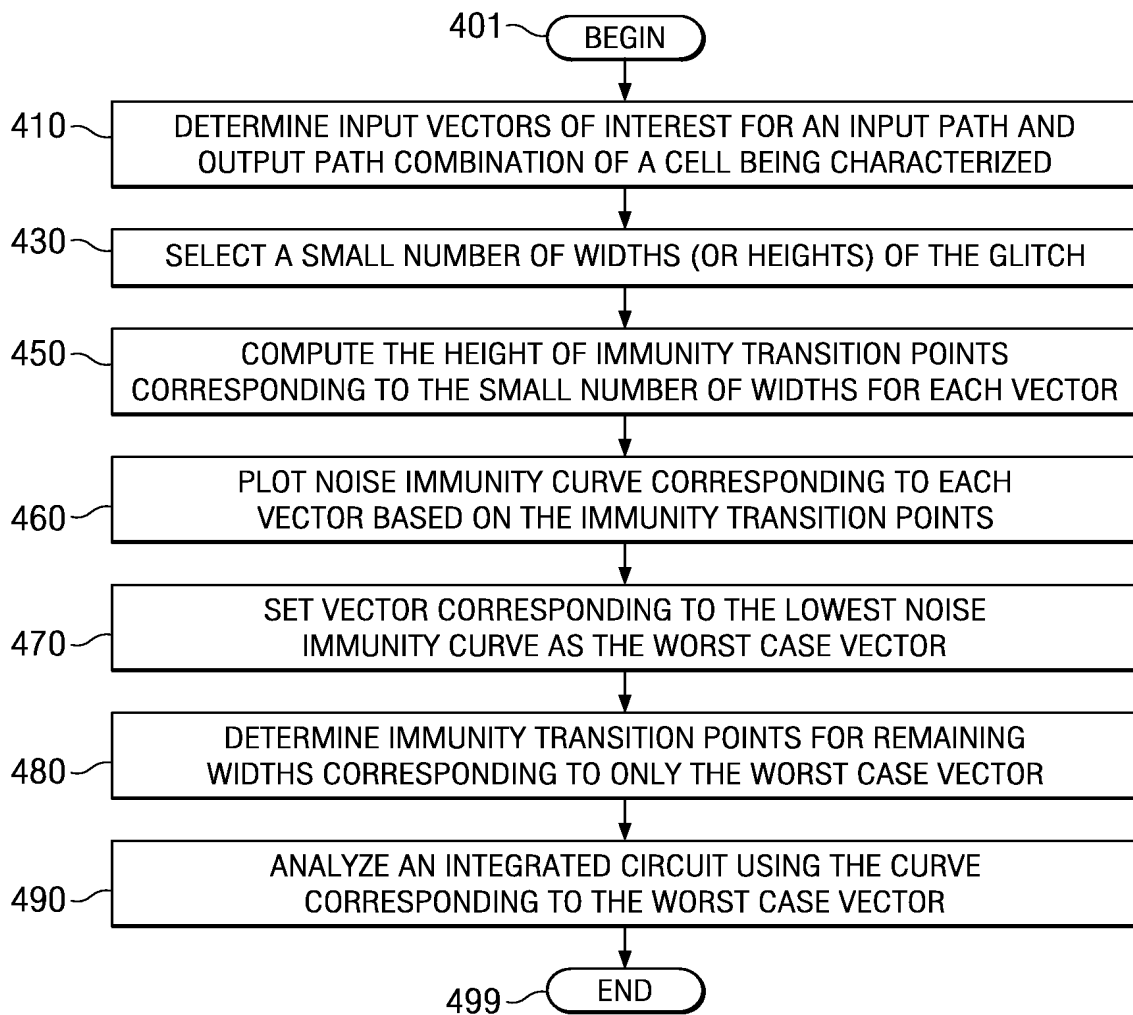 401
BEGIN
410
DETERMINE INPUT VECTORS OF INTEREST FOR AN INPUT PATH AND
OUTPUT PATH COMBINATION OF A CELL BEING CHARACTERIZED
430
SELECT A SMALL NUMBER OF WIDTHS (OR HEIGHTS) OF THE GLITCH
450
COMPUTE THE HEIGHT OF IMMUNITY TRANSITION POINTS
CORRESPONDING TO THE SMALL NUMBER OF WIDTHS FOR EACH VECTOR
460
PLOT NOISE IMMUNITY CURVE CORRESPONDING TO EACH
VECTOR BASED ON THE IMMUNITY TRANSITION POINTS
470
SET VECTOR CORRESPONDING TO THE LOWEST NOISE
IMMUNITY CURVE AS THE WORST CASE VECTOR
480
DETERMINE IMMUNITY TRANSITION POINTS FOR REMAINING
WIDTHS CORRESPONDING TO ONLY THE WORST CASE VECTOR
490
ANALYZE AN INTEGRATED CIRCUIT USING THE CURVE
CORRESPONDING TO THE WORST CASE VECTOR
499
END